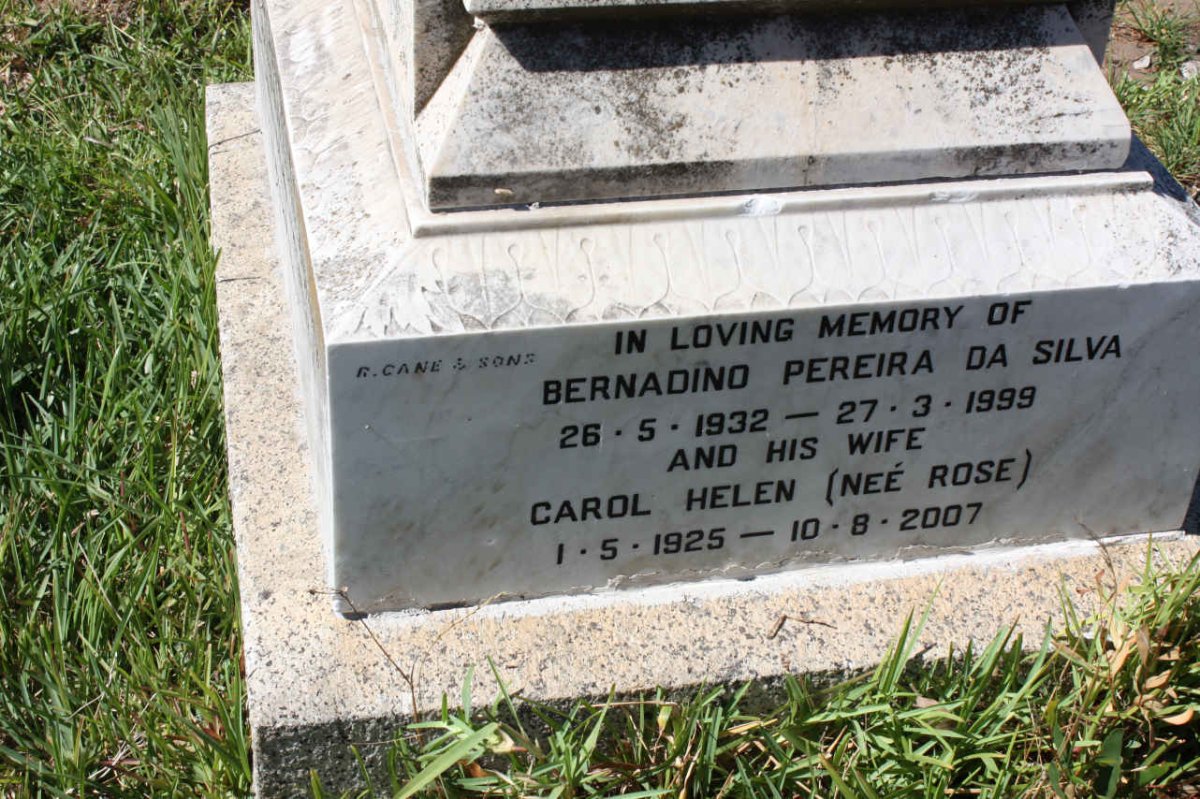 R. CANE & SONS
IN LOVING MEMORY OF
BERNADINO PEREIRA DA SILVA
26 · 5 · 1932 — 27 · 3 · 1999
AND HIS WIFE
CAROL HELEN (NEÉ ROSE)
1 · 5 · 1925 — 10 · 8 · 2007